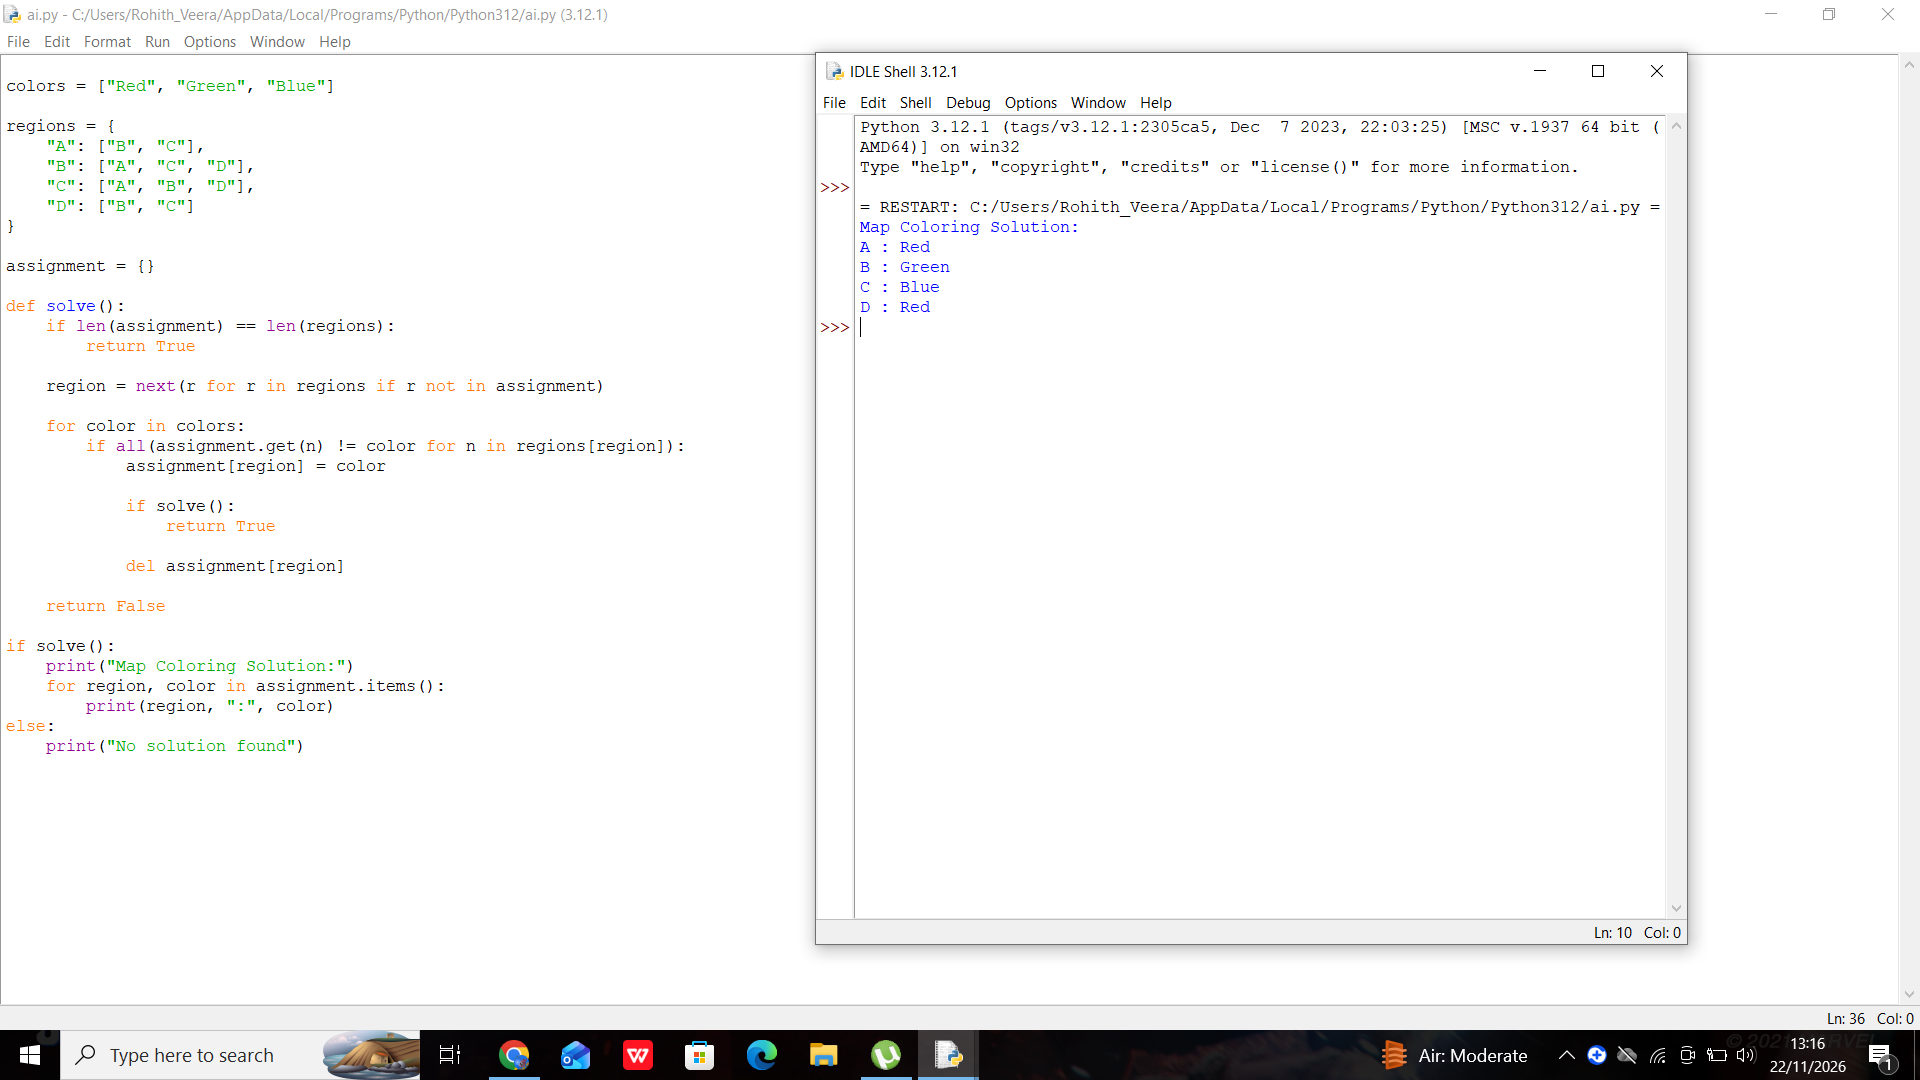 ai.py - C:/Users/Rohith_Veera/AppData/Local/Programs/Python/Python312/ai.py (3.12.1)
File Edit Format Run Options Window Help
colors = ["Red", "Green", "Blue"]
regions = {
    "A": ["B", "C"],
    "B": ["A", "C", "D"],
    "C": ["A", "B", "D"],
    "D": ["B", "C"]
}
assignment = {}
def solve():
    if len(assignment) == len(regions):
        return True
    region = next(r for r in regions if r not in assignment)
    for color in colors:
        if all(assignment.get(n) != color for n in regions[region]):
            assignment[region] = color
            if solve():
                return True
            del assignment[region]
    return False
if solve():
    print("Map Coloring Solution:")
    for region, color in assignment.items():
        print(region, ":", color)
else:
    print("No solution found")
IDLE Shell 3.12.1
File Edit Shell Debug Options Window Help
Python 3.12.1 (tags/v3.12.1:2305ca5, Dec  7 2023, 22:03:25) [MSC v.1937 64 bit (
AMD64)] on win32
Type "help", "copyright", "credits" or "license()" for more information.
>>>
= RESTART: C:/Users/Rohith_Veera/AppData/Local/Programs/Python/Python312/ai.py =
Map Coloring Solution:
A : Red
B : Green
C : Blue
D : Red
>>>
Ln: 10 Col: 0
Ln: 36 Col: 0
Type here to search
W
Air: Moderate
13:16
22/11/2026
1